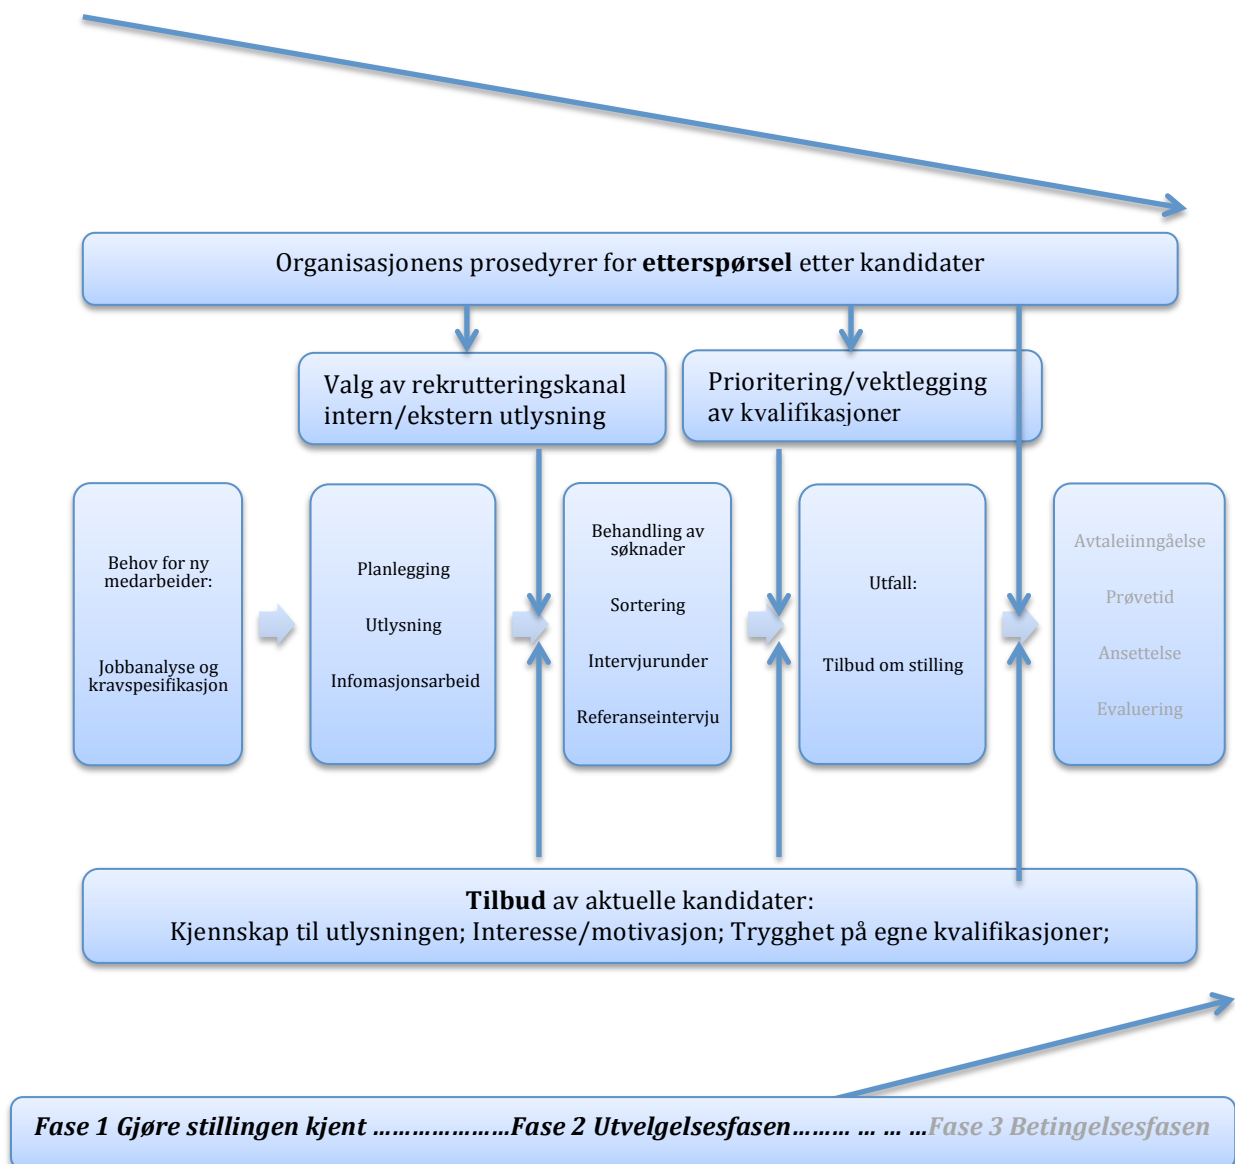 Organisasjonens prosedyrer for etterspørsel etter kandidater
Valg av rekrutteringskanal
intern/ekstern utlysning
Prioritering/vektlegging
av kvalifikasjoner
Behov for ny
medarbeider:
Jobbanalyse og
kravspesifikasjon
Planlegging
Utlysning
Infomasjonsarbeid
Behandling av
søknader
Sortering
Intervjurunder
Referanseintervju
Utfall:
Tilbud om stilling
Avtaleiinngåelse
Prøvetid
Ansettelse
Evaluering
Tilbud av aktuelle kandidater:
Kjennskap til utlysningen; Interesse/motivasjon; Trygghet på egne kvalifikasjoner;
Fase 1 Gjøre stillingen kjent …………………Fase 2 Utvelgelsesfasen……… … … …Fase 3 Betingelsesfasen